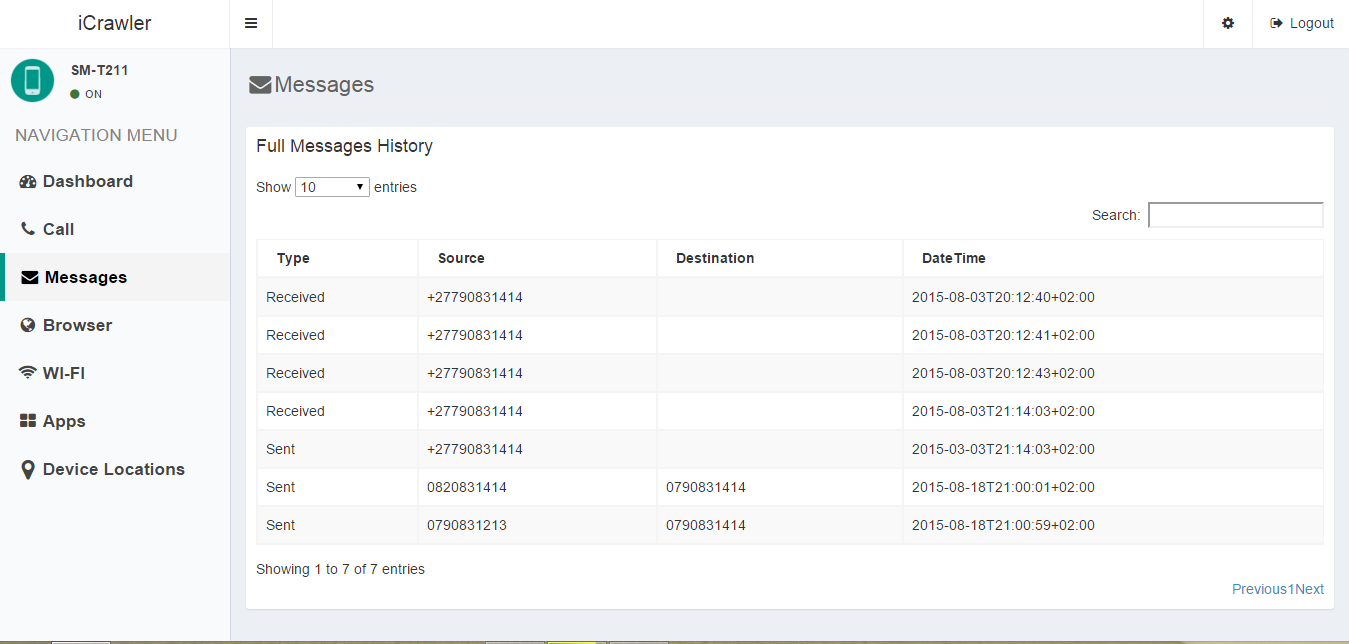 iCrawler
Logout
SM-T211
ON
NAVIGATION MENU
Dashboard
Call
Messages
Browser
WI-FI
Apps
Device Locations
Messages
Full Messages History
Show 10 entries
Search:
Type Source Destination DateTime
Received +27790831414 2015-08-03T20:12:40+02:00
Received +27790831414 2015-08-03T20:12:41+02:00
Received +27790831414 2015-08-03T20:12:43+02:00
Received +27790831414 2015-08-03T21:14:03+02:00
Sent +27790831414 2015-03-03T21:14:03+02:00
Sent 0820831414 0790831414 2015-08-18T21:00:01+02:00
Sent 0790831213 0790831414 2015-08-18T21:00:59+02:00
Showing 1 to 7 of 7 entries
Previous1Next